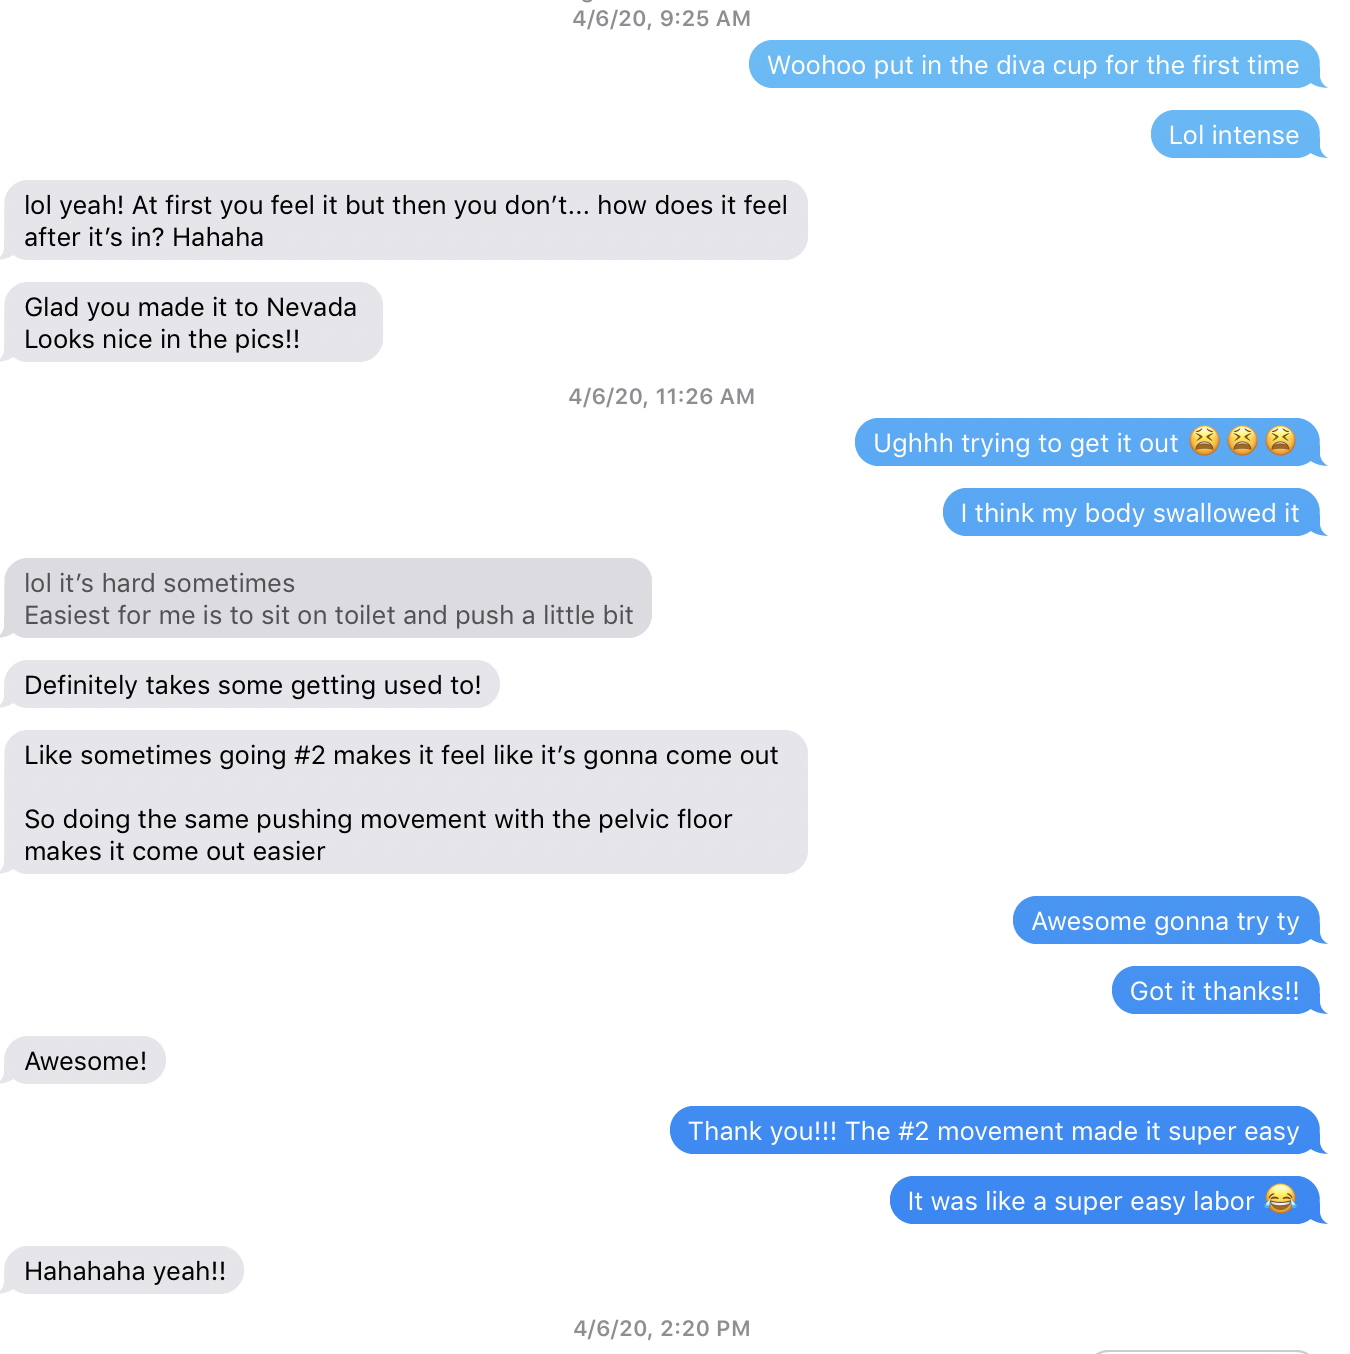 4/6/20, 9:25 AM
Woohoo put in the diva cup for the first time
Lol intense
lol yeah! At first you feel it but then you don’t... how does it feel
after it’s in? Hahaha
Glad you made it to Nevada
Looks nice in the pics!!
4/6/20, 11:26 AM
Ughhh trying to get it out 😫😫😫
I think my body swallowed it
lol it’s hard sometimes
Easiest for me is to sit on toilet and push a little bit
Definitely takes some getting used to!
Like sometimes going #2 makes it feel like it’s gonna come out
So doing the same pushing movement with the pelvic floor
makes it come out easier
Awesome gonna try ty
Got it thanks!!
Awesome!
Thank you!!! The #2 movement made it super easy
It was like a super easy labor 😂
Hahahaha yeah!!
4/6/20, 2:20 PM